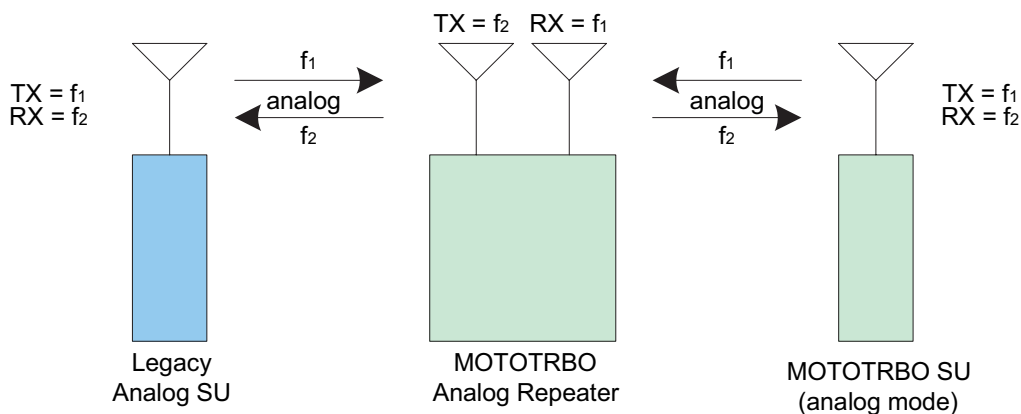 TX = f2 RX = f1
f1
analog
f2
f1
analog
f2
TX = f1
RX = f2
TX = f1
RX = f2
Legacy
Analog SU
MOTOTRBO
Analog Repeater
MOTOTRBO SU
(analog mode)